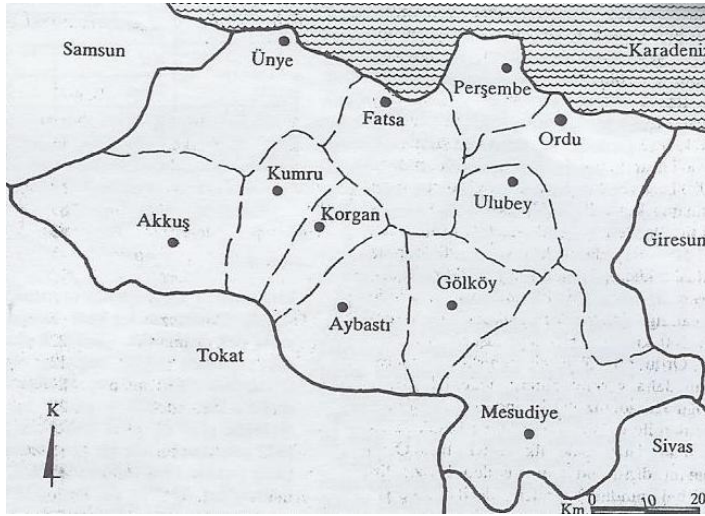 Samsun
Karadeniz
Ünye
Perşembe
Fatsa
Ordu
Kumru
Ulubey
Akkuş
Korgan
Giresun
Gölköy
Aybastı
Tokat
K
Mesudiye
Sivas
Km 0 10 20